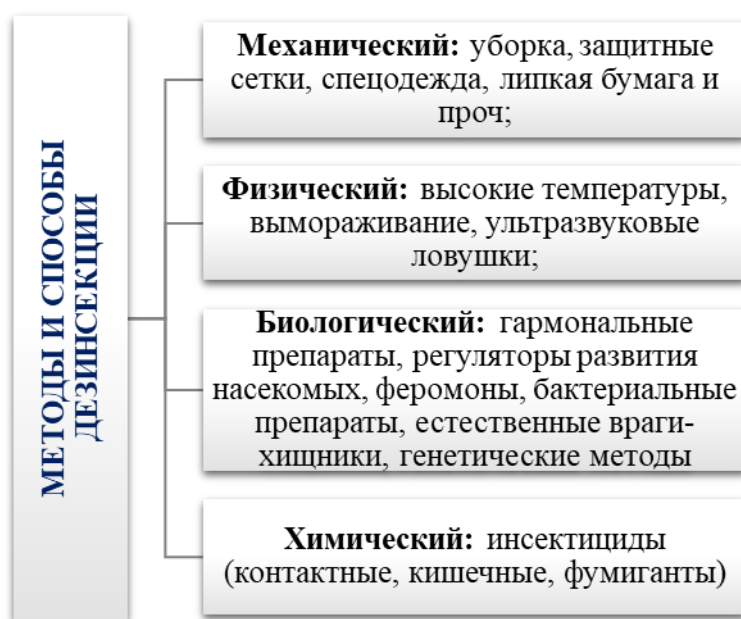 МЕТОДЫ И СПОСОБЫ
ДЕЗИНСЕКЦИИ
Механический: уборка, защитные
сетки, спецодежда, липкая бумага и
проч;
Физический: высокие температуры,
вымораживание, ультразвуковые
ловушки;
Биологический: гармональные
препараты, регуляторы развития
насекомых, феромоны, бактериальные
препараты, естественные враги-
хищники, генетические методы
Химический: инсектициды
(контактные, кишечные, фумиганты)